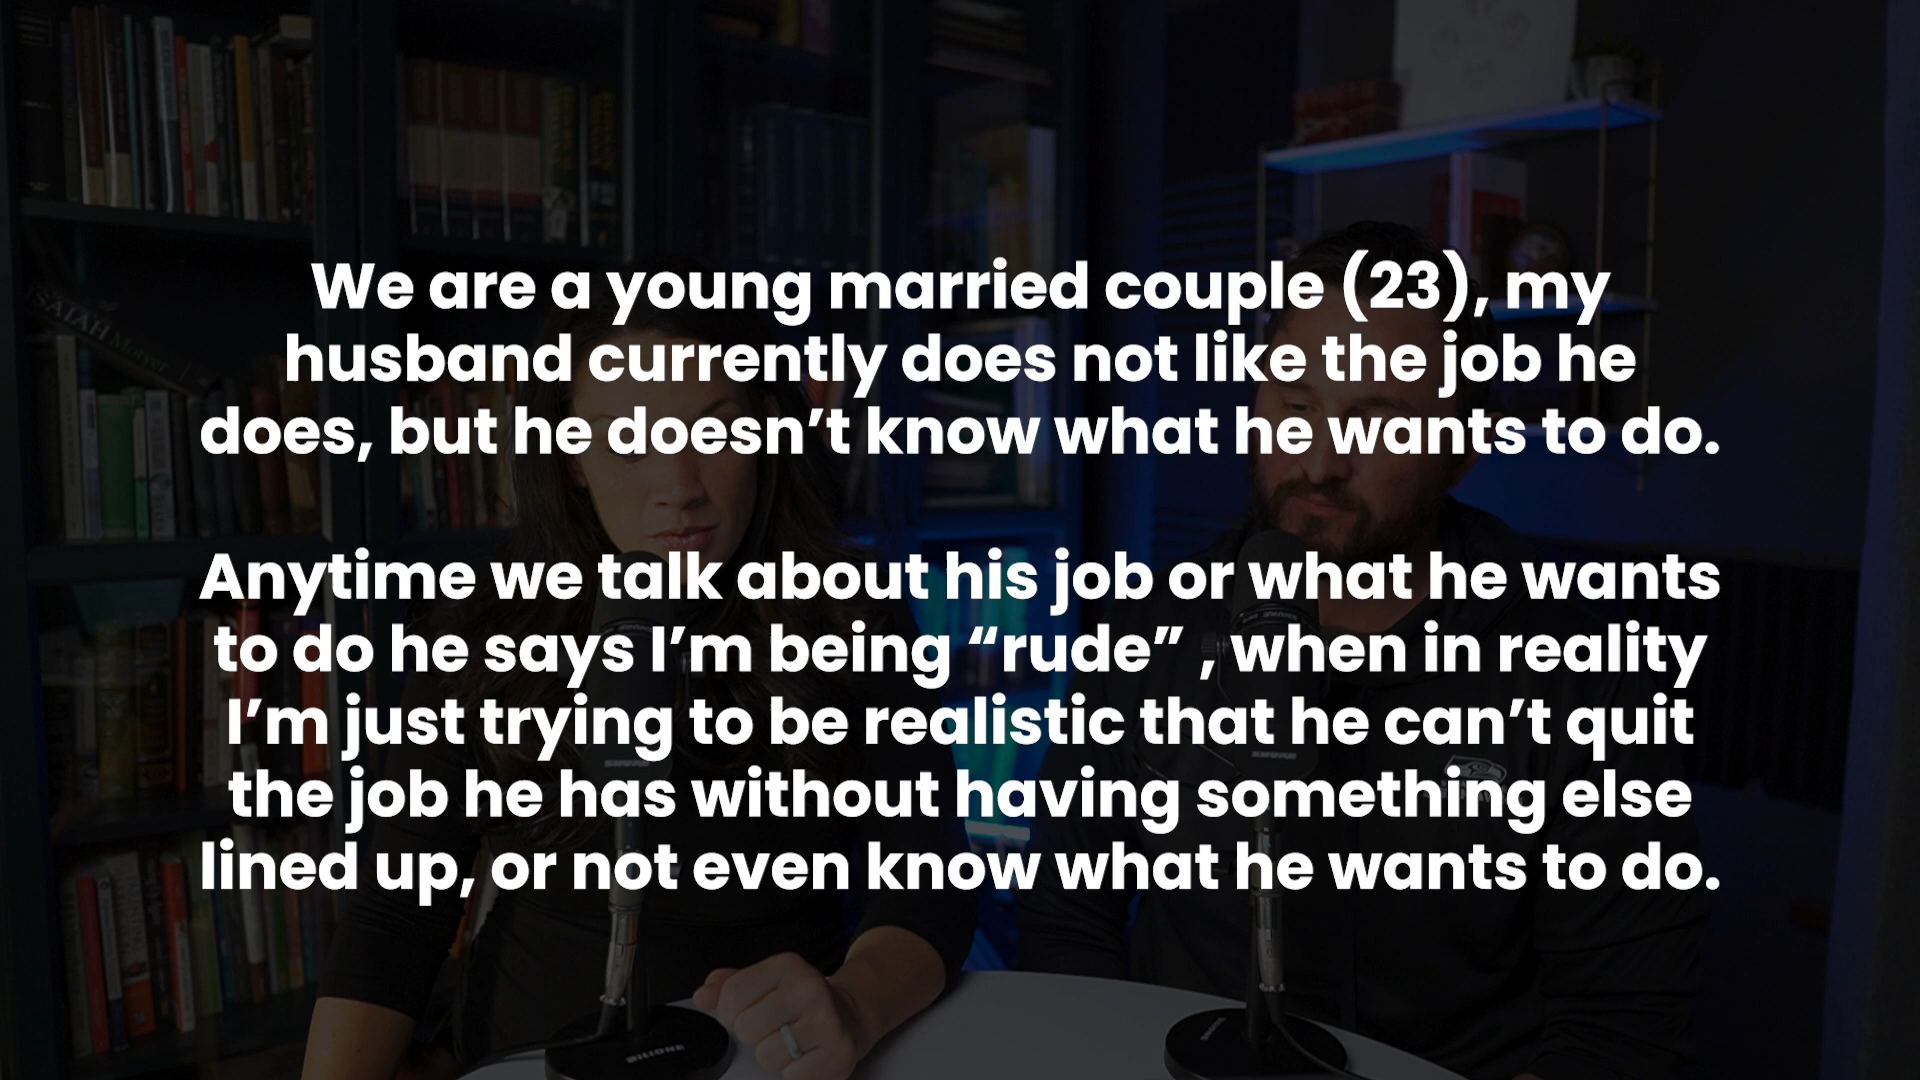 We are a young married couple (23), my
husband currently does not like the job he
does, but he doesn’t know what he wants to do.
Anytime we talk about his job or what he wants
to do he says I’m being “rude” , when in reality
I’m just trying to be realistic that he can’t quit
the job he has without having something else
lined up, or not even know what he wants to do.
ISAIAH Motyer
SHURE